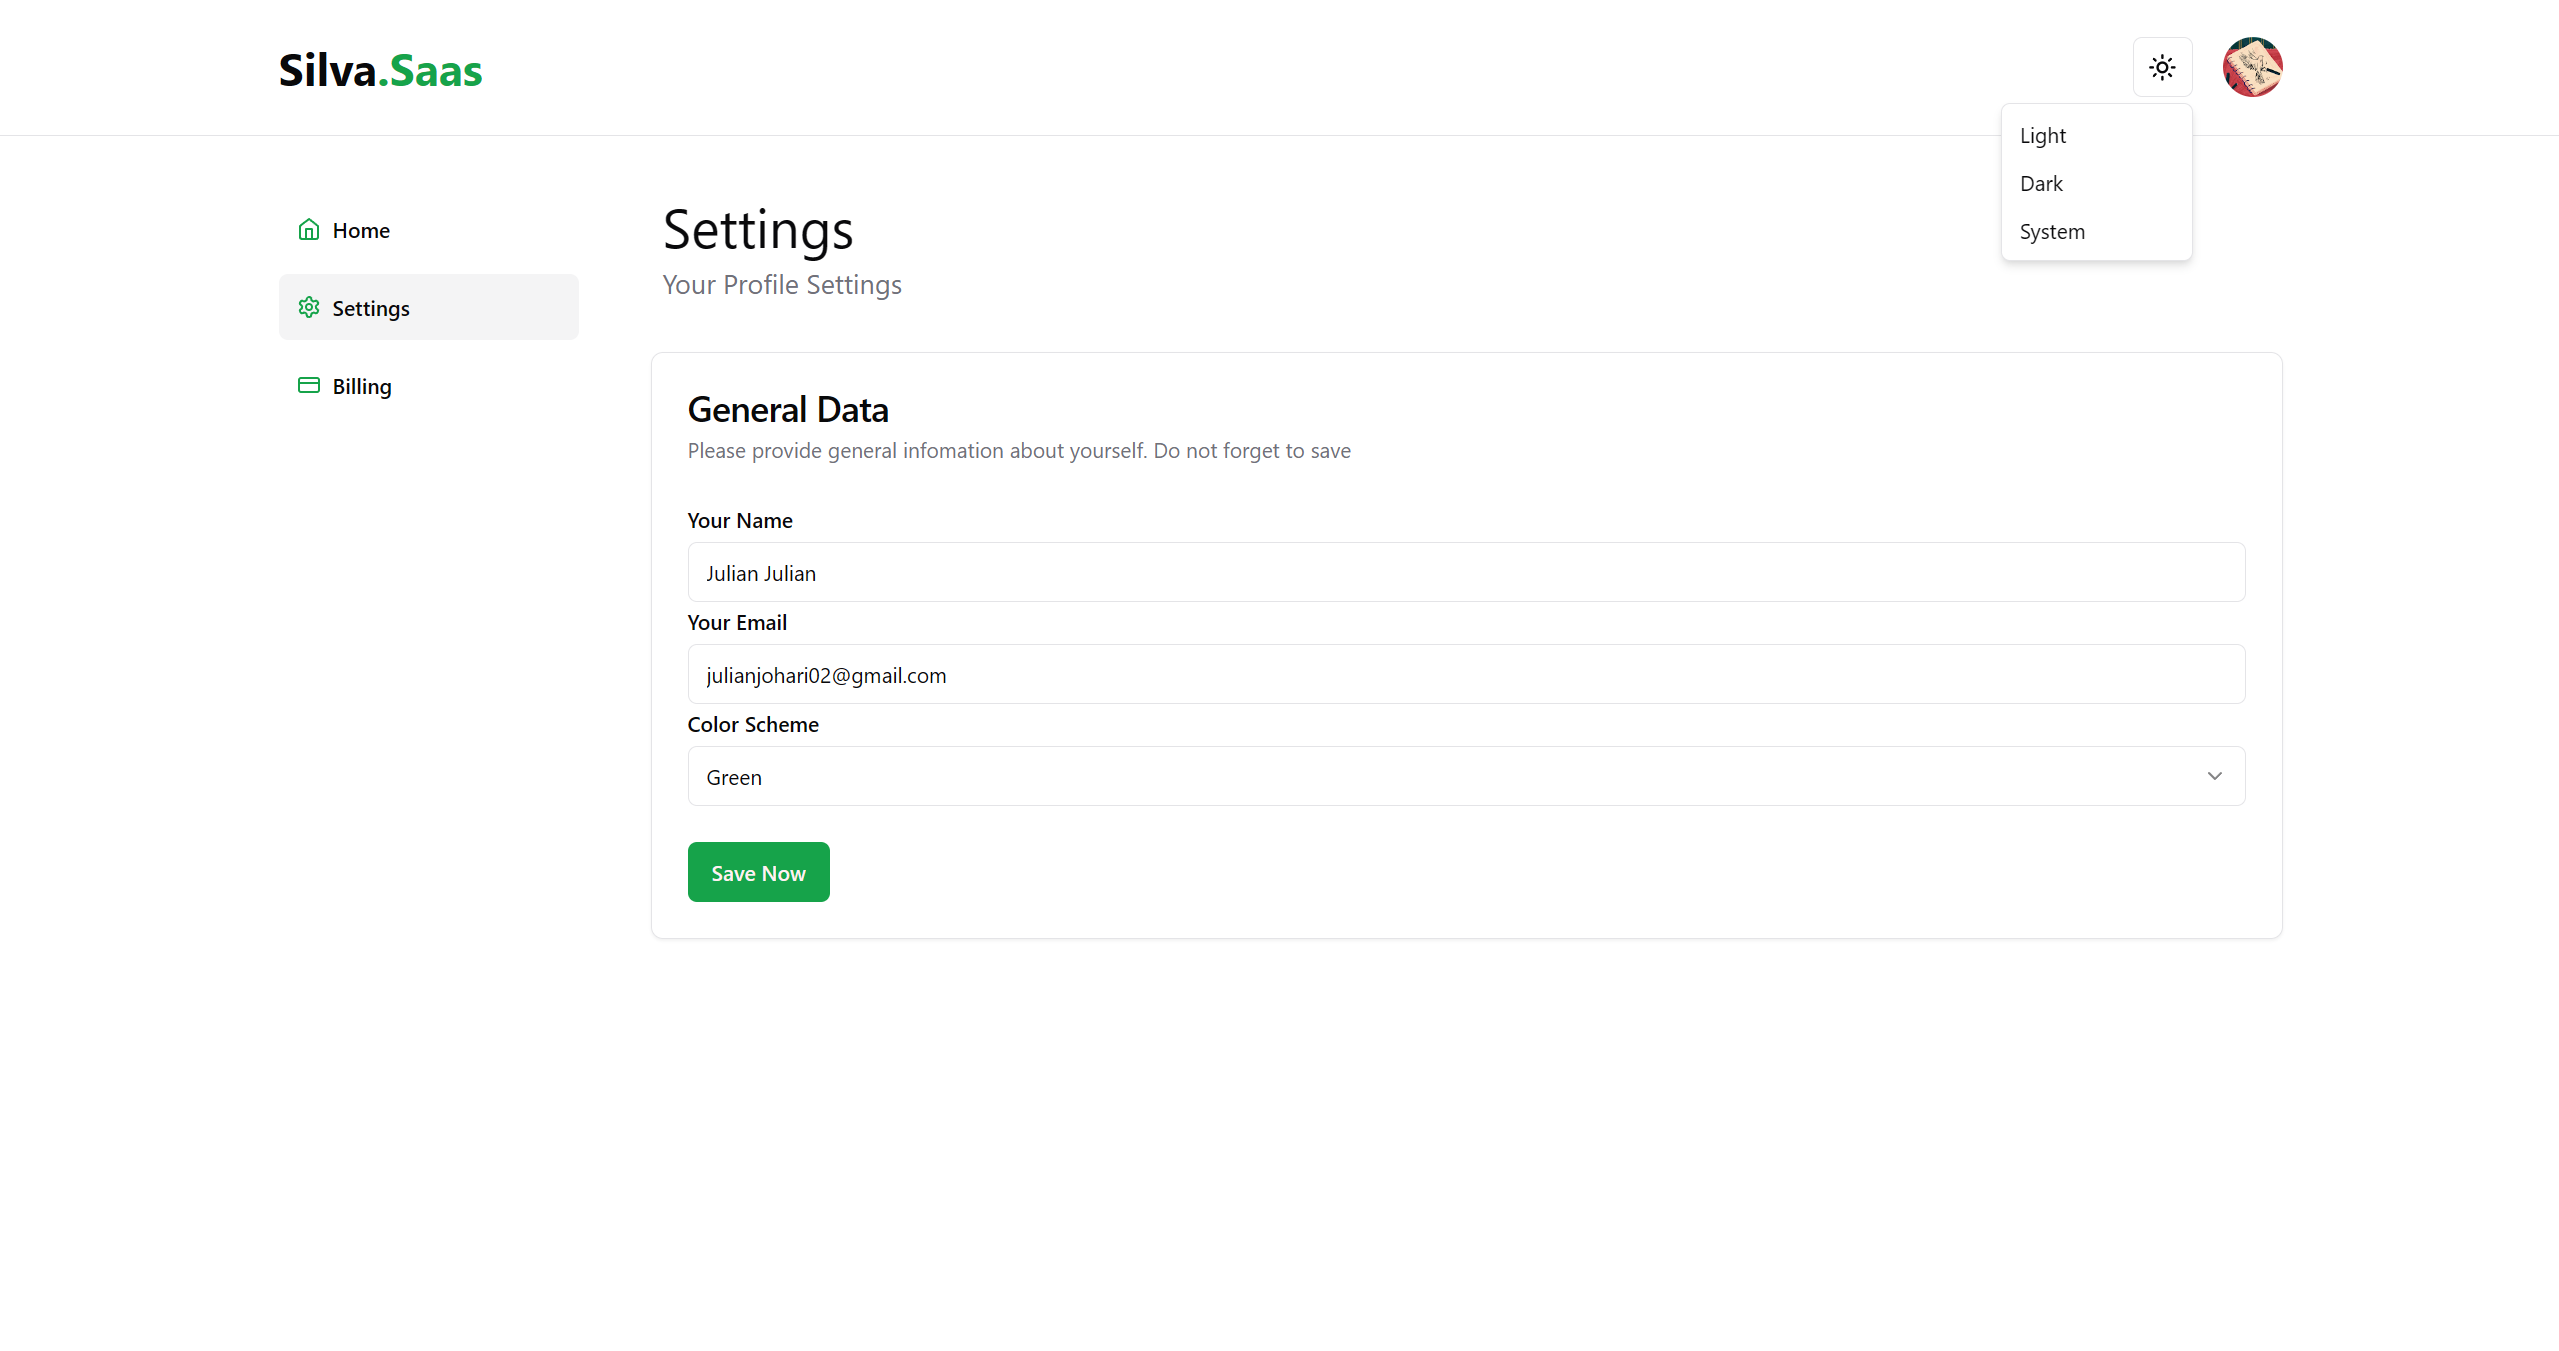 Silva.Saas
Light
Dark
System
Home
Settings
Billing
Settings
Your Profile Settings
General Data
Please provide general infomation about yourself. Do not forget to save
Your Name
Julian Julian
Your Email
julianjohari02@gmail.com
Color Scheme
Green
Save Now